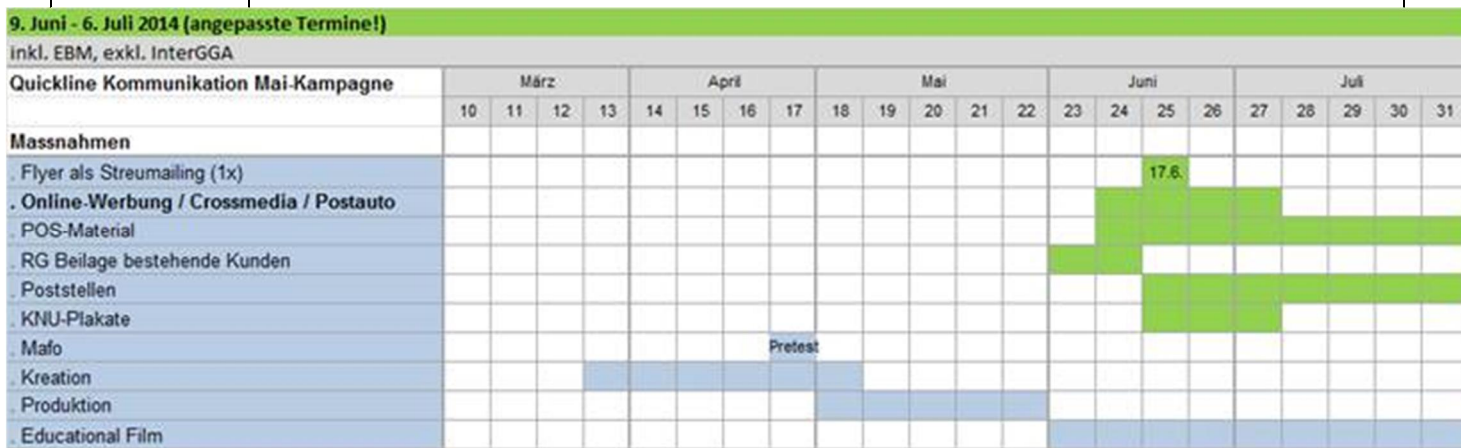 9. Juni - 6. Juli 2014 (angepasste Termine!)
inkl. EBM, exkl. InterGGA
Quickline Kommunikation Mai-Kampagne März April Mai Juni Juli
10 11 12 13 14 15 16 17 18 19 20 21 22 23 24 25 26 27 28 29 30 31
Massnahmen
. Flyer als Streumailing (1x) 17.6.
. Online-Werbung / Crossmedia / Postauto
. POS-Material
. RG Beilage bestehende Kunden
. Poststellen
. KNU-Plakate
. Mafo Pretest
. Kreation
. Produktion
. Educational Film